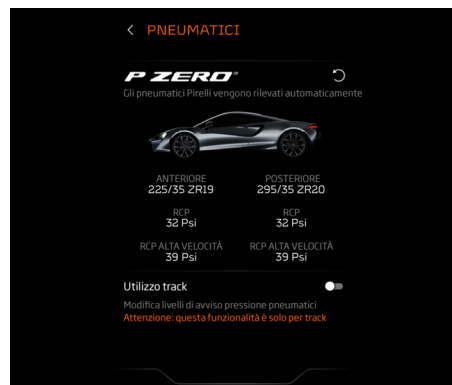 PNEUMATICI
P ZERO®
Gli pneumatici Pirelli vengono rilevati automaticamente
ANTERIORE
225/35 ZR19
POSTERIORE
295/35 ZR20
RCP
32 Psi
RCP
32 Psi
RCP ALTA VELOCITÀ
39 Psi
RCP ALTA VELOCITÀ
39 Psi
Utilizzo track
Modifica livelli di avviso pressione pneumatici
Attenzione: questa funzionalità è solo per track